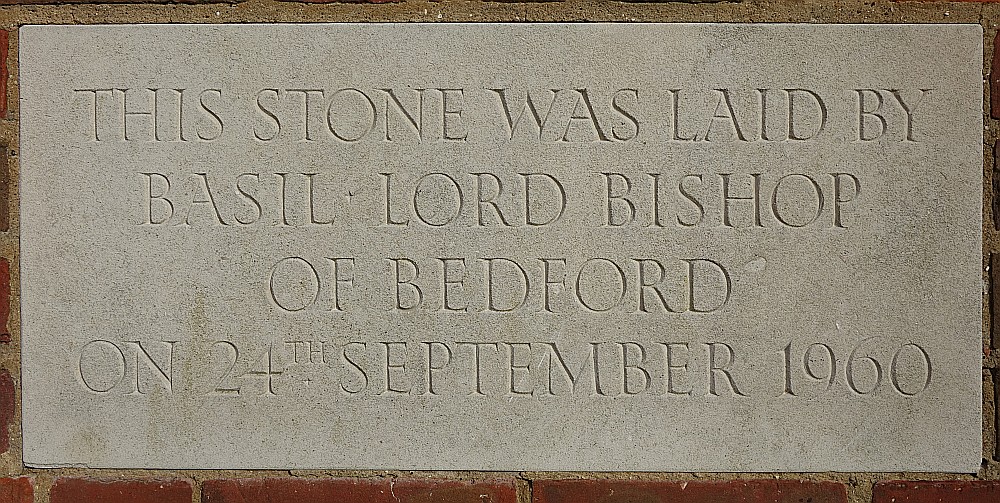 THIS STONE WAS LAID BY
BASIL · LORD BISHOP
OF BEDFORD
ON 24TH· SEPTEMBER 1960